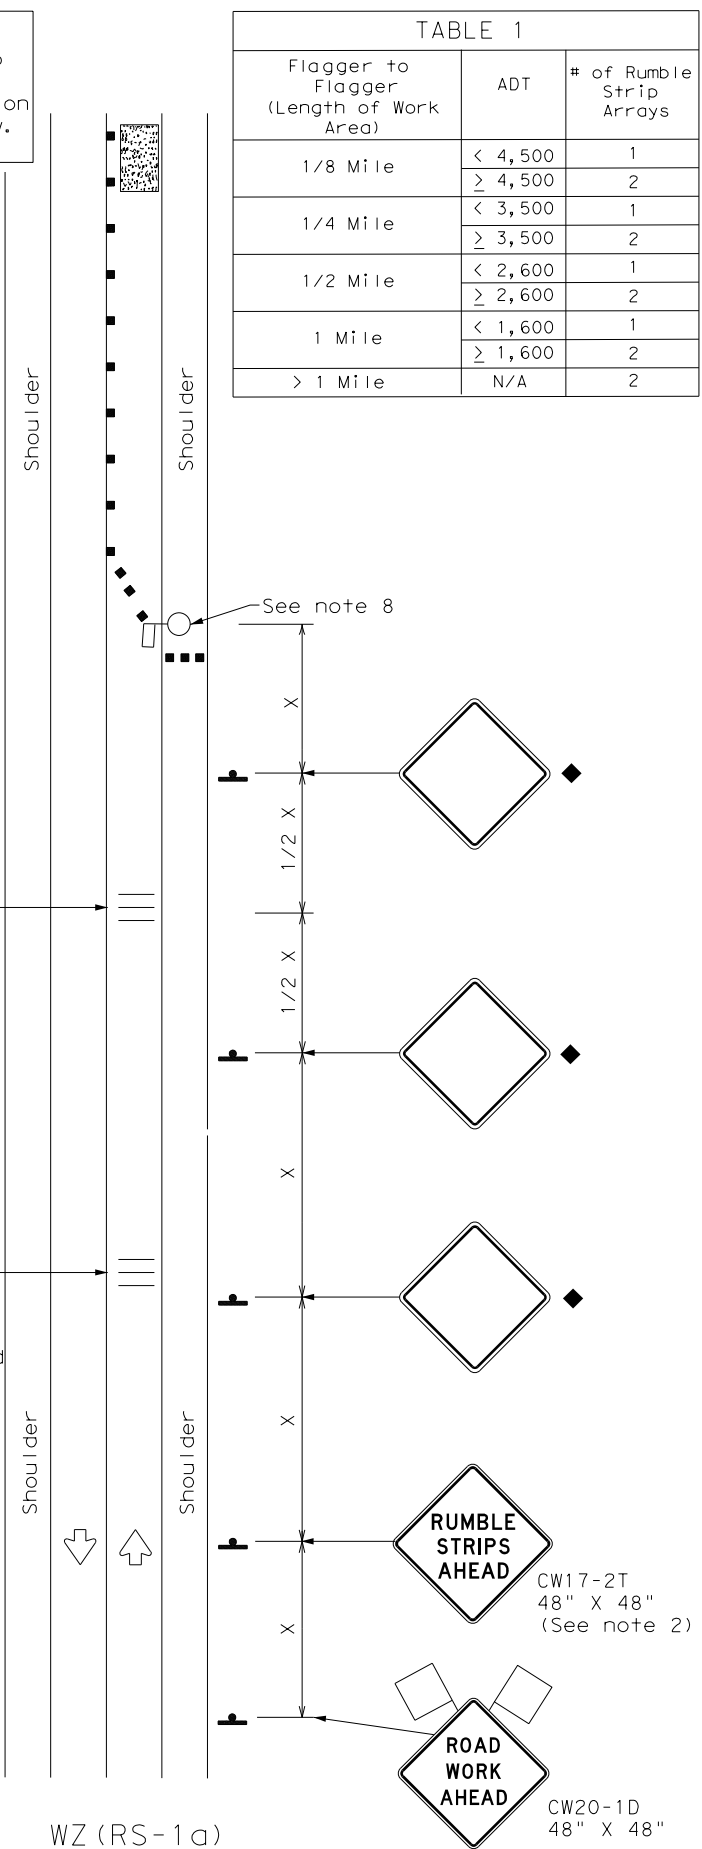 on
TABLE 1
Flagger to
Flagger
(Length of Work
Area)
ADT
# of Rumble
Strip
Arrays
1/8 Mile
< 4,500
1
≥ 4,500
2
1/4 Mile
< 3,500
1
≥ 3,500
2
1/2 Mile
< 2,600
1
≥ 2,600
2
1 Mile
< 1,600
1
≥ 1,600
2
> 1 Mile
N/A
2
Shoulder
Shoulder
See note 8
X
1/2 X
1/2 X
X
X
X
Shoulder
Shoulder
RUMBLE
STRIPS
AHEAD
CW17-2T
48" X 48"
(See note 2)
ROAD
WORK
AHEAD
CW20-1D
48" X 48"
WZ(RS-1a)